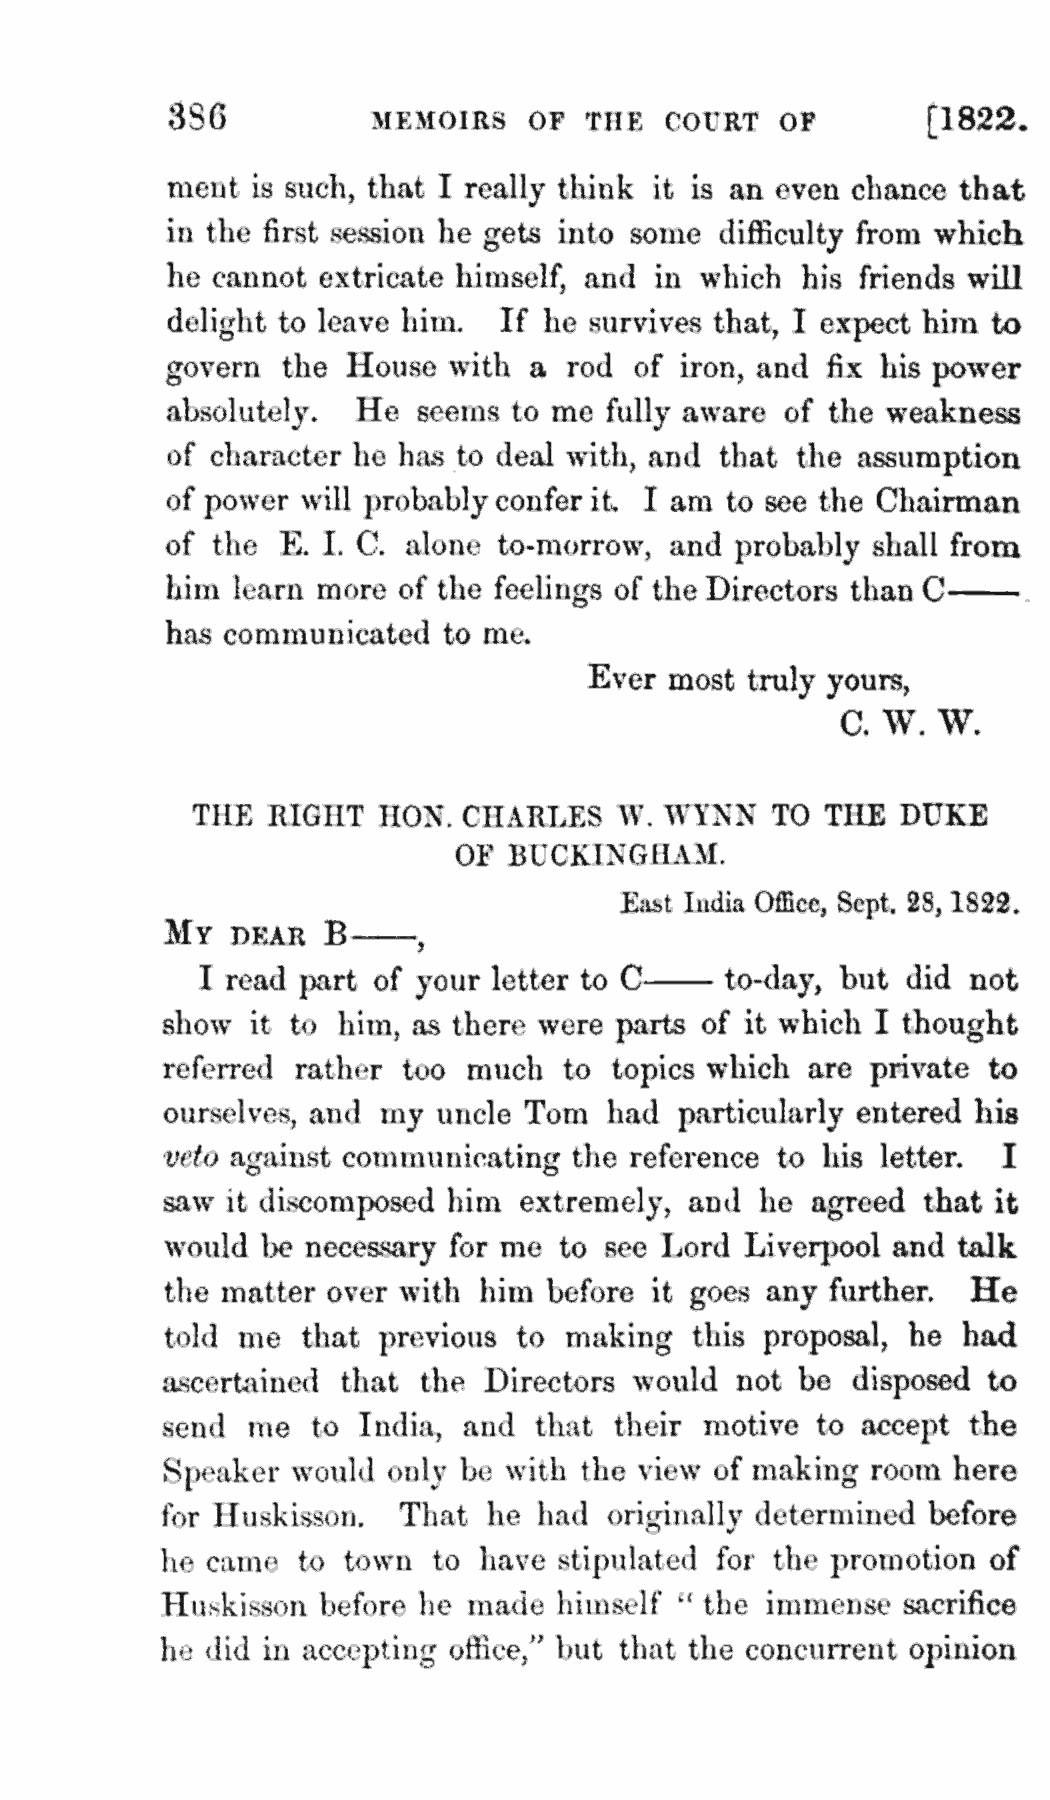 386 MEMOIRS OF THE COURT OF [1822.
ment is such, that I really think it is an even chance that
in the first session he gets into some difficulty from which
he cannot extricate himself, and in which his friends will
delight to leave him. If he survives that, I expect him to
govern the House with a rod of iron, and fix his power
absolutely. He seems to me fully aware of the weakness
of character he has to deal with, and that the assumption
of power will probably confer it. I am to see the Chairman
of the E. I. C. alone to-morrow, and probably shall from
him learn more of the feelings of the Directors than C——
has communicated to me.
Ever most truly yours,
C. W. W.
THE RIGHT HON. CHARLES W. WYNN TO THE DUKE
OF BUCKINGHAM.
East India Office, Sept. 28, 1822.
MY DEAR B——,
I read part of your letter to C—— to-day, but did not
show it to him, as there were parts of it which I thought
referred rather too much to topics which are private to
ourselves, and my uncle Tom had particularly entered his
veto against communicating the reference to his letter. I
saw it discomposed him extremely, and he agreed that it
would be necessary for me to see Lord Liverpool and talk
the matter over with him before it goes any further. He
told me that previous to making this proposal, he had
ascertained that the Directors would not be disposed to
send me to India, and that their motive to accept the
Speaker would only be with the view of making room here
for Huskisson. That he had originally determined before
he came to town to have stipulated for the promotion of
Huskisson before he made himself "the immense sacrifice
he did in accepting office," but that the concurrent opinion